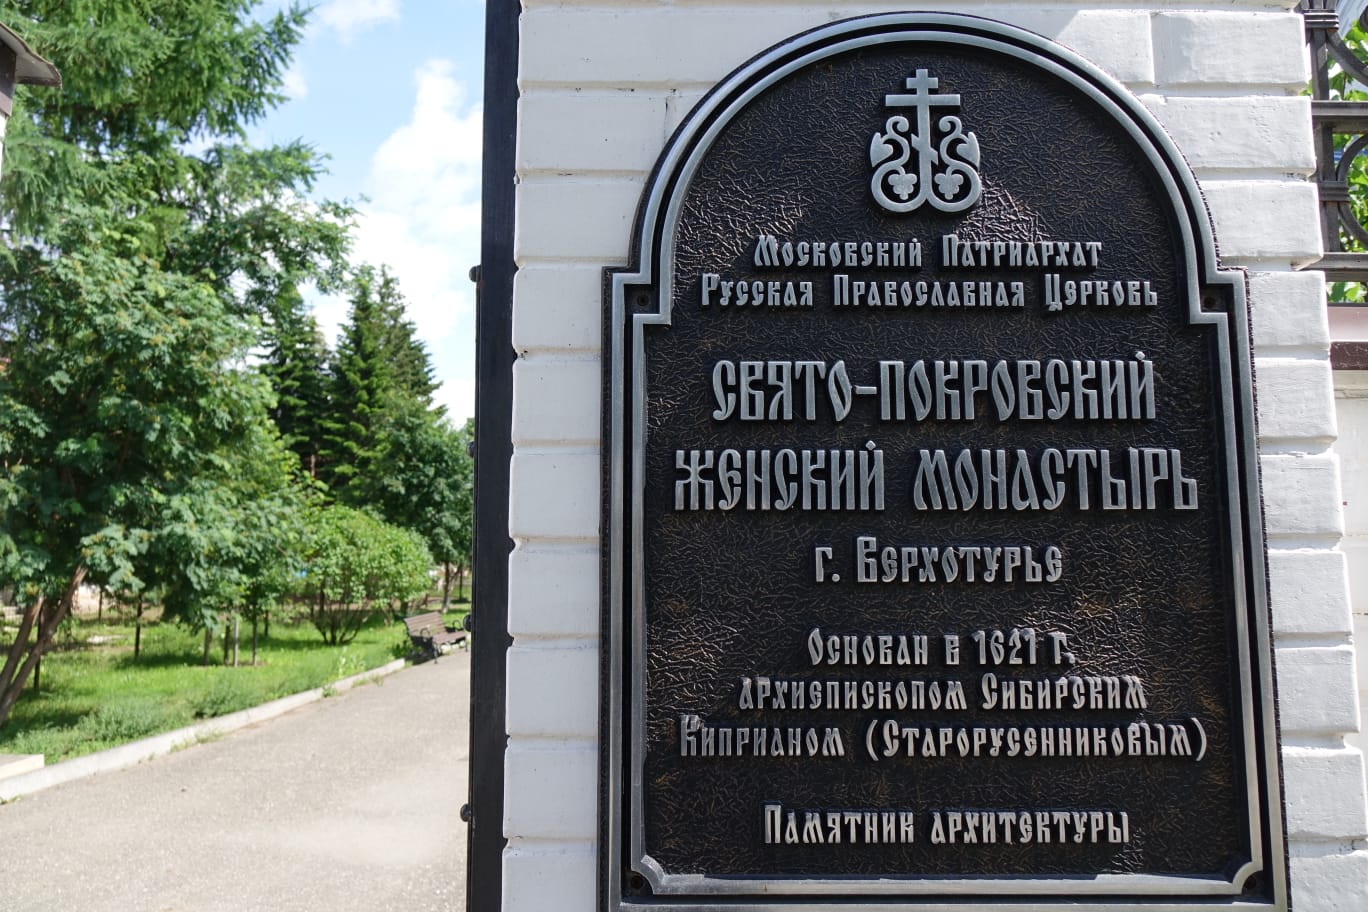 Московский Патриархат
Русская Православная Церковь
СВЯТО-ПОКРОВСКИЙ
ЖЕНСКИЙ МОНАСТЫРЬ
г. Верхотурье
Основан в 1621 г.
архиепископом Сибирским
Киприаном (Старорусенниковым)
Памятник архитектуры